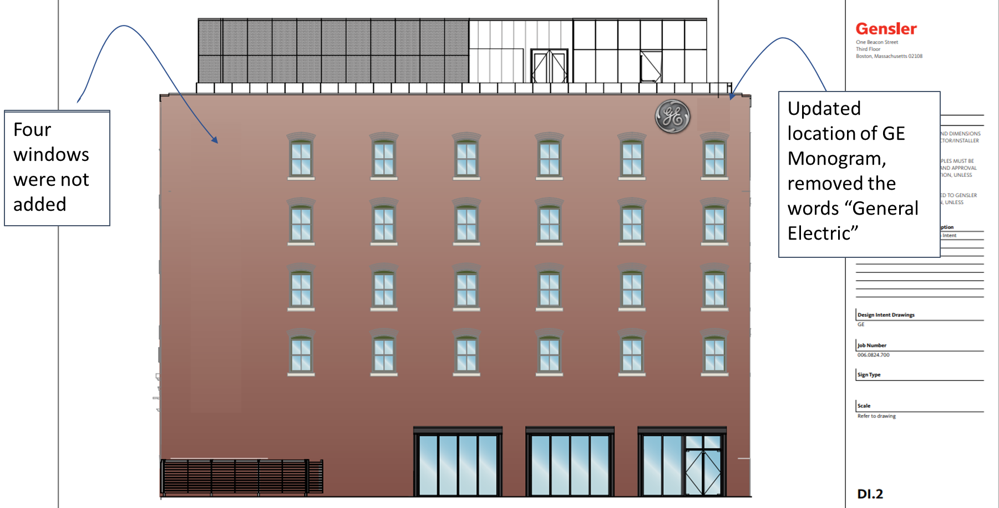 Gensler
One Beacon Street
Third Floor
Boston, Massachusetts 02108
Four
windows
were not
added
GE
Updated
location of GE
Monogram,
removed the
words “General
Electric”
ND DIMENSIONS
CTOR/INSTALLER
PLES MUST BE
AND APPROVAL
TION, UNLESS
ED TO GENSLER
N, UNLESS
ption
Intent
Design Intent Drawings
GE
Job Number
006.0824.700
Sign Type
Scale
Refer to drawing
DI.2